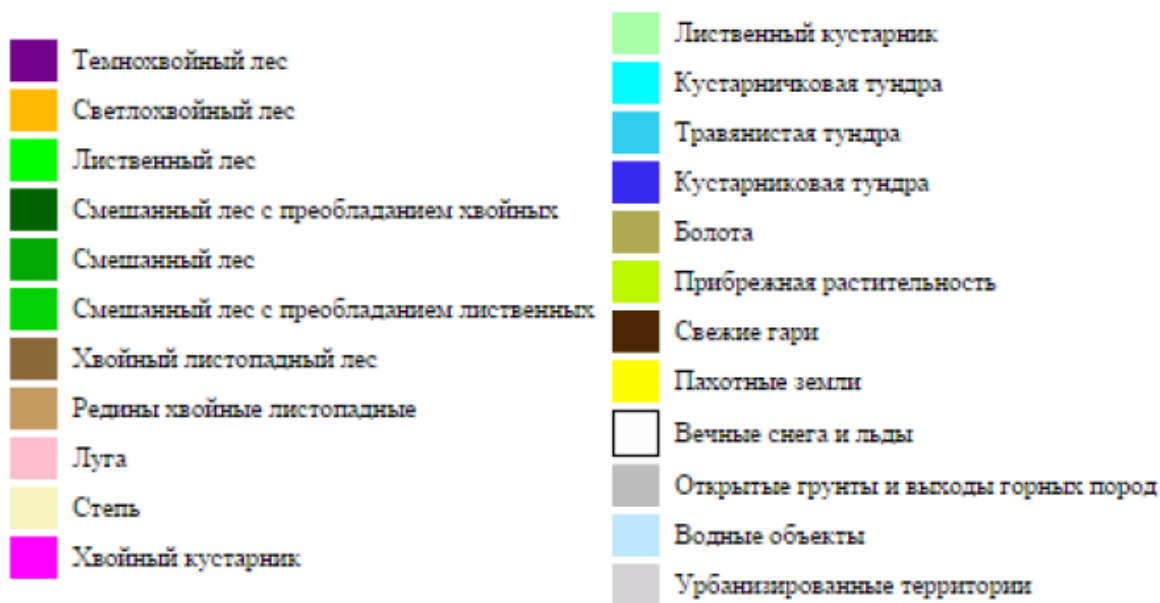 Темнохвойный лес
Светлохвойный лес
Лиственный лес
Смешанный лес с преобладанием хвойных
Смешанный лес
Смешанный лес с преобладанием лиственных
Хвойный листопадный лес
Редины хвойные листопадные
Луга
Степь
Хвойный кустарник
Лиственный кустарник
Кустарничковая тундра
Травянистая тундра
Кустарниковая тундра
Болота
Прибрежная растительность
Свежие гари
Пахотные земли
Вечные снега и льды
Открытые грунты и выходы горных пород
Водные объекты
Урбанизированные территории